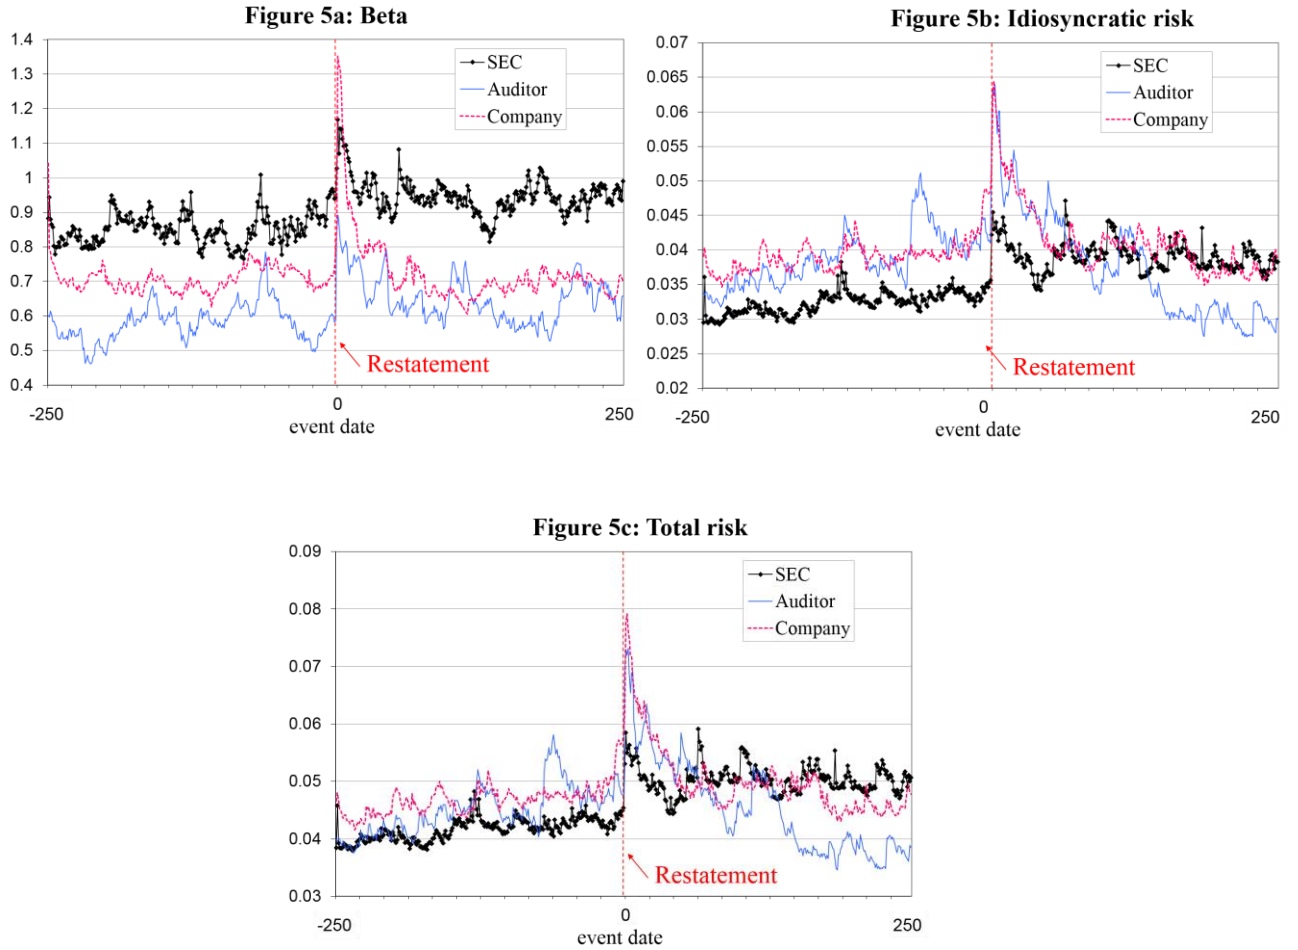 Figure 5a: Beta
1.4
1.3
1.2
1.1
1
0.9
0.8
0.7
0.6
0.5
0.4
SEC
Auditor
Company
Restatement
-250
0
250
event date
Figure 5b: Idiosyncratic risk
0.07
0.065
0.06
0.055
0.05
0.045
0.04
0.035
0.03
0.025
0.02
SEC
Auditor
Company
Restatement
-250
0
250
event date
Figure 5c: Total risk
0.09
0.08
0.07
0.06
0.05
0.04
0.03
SEC
Auditor
Company
Restatement
-250
0
250
event date